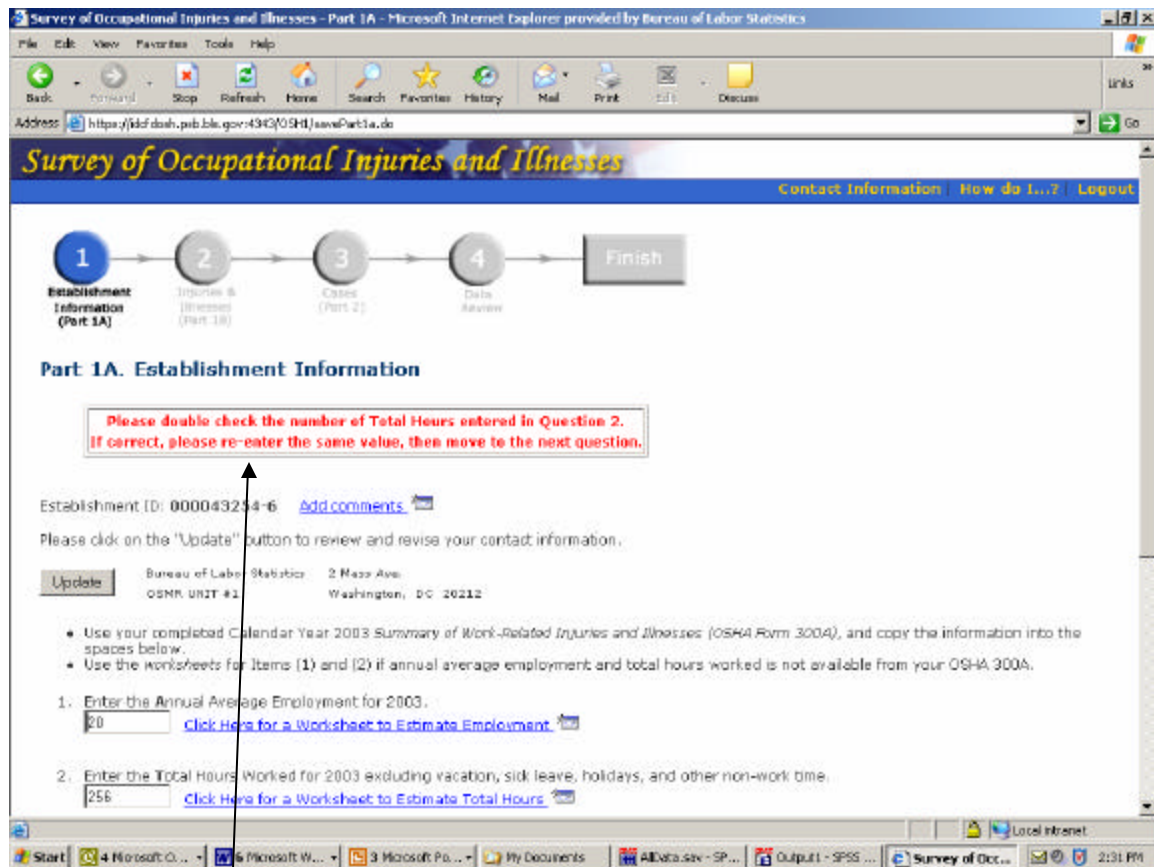 Survey of Occupational Injuries and Illnesses - Part 1A - Microsoft Internet Explorer provided by Bureau of Labor Statistics
File Edit View Favorites Tools Help
Back Forward Stop Refresh Home Search Favorites History Mail Print Edit Discuss Links
Address Go
Survey of Occupational Injuries and Illnesses
Contact Information | How do I...? | Logout
1 2 3 4 Finish
Establishment Information (Part 1A)
Injuries & Illnesses (Part 1B)
Cases (Part 2)
Data Review
Part 1A. Establishment Information
Please double check the number of Total Hours entered in Question 2.
If correct, please re-enter the same value, then move to the next question.
Establishment ID: 000043254-6 Add comments
Please click on the "Update" button to review and revise your contact information.
Update
Bureau of Labor Statistics 2 Mass Ave.
OSMR UNIT #1 Washington, DC 20212
• Use your completed Calendar Year 2003 Summary of Work-Related Injuries and Illnesses (OSHA Form 300A), and copy the information into the
spaces below.
• Use the worksheets for Items (1) and (2) if annual average employment and total hours worked is not available from your OSHA 300A.
1. Enter the Annual Average Employment for 2003.
20 Click Here for a Worksheet to Estimate Employment
2. Enter the Total Hours Worked for 2003 excluding vacation, sick leave, holidays, and other non-work time.
256 Click Here for a Worksheet to Estimate Total Hours
Local intranet
Start 4 Microsoft O... 6 Microsoft W... 3 Microsoft Po... My Documents AllData.sav - SP... Output1 - SPSS ... Survey of Occ... 2:31 PM